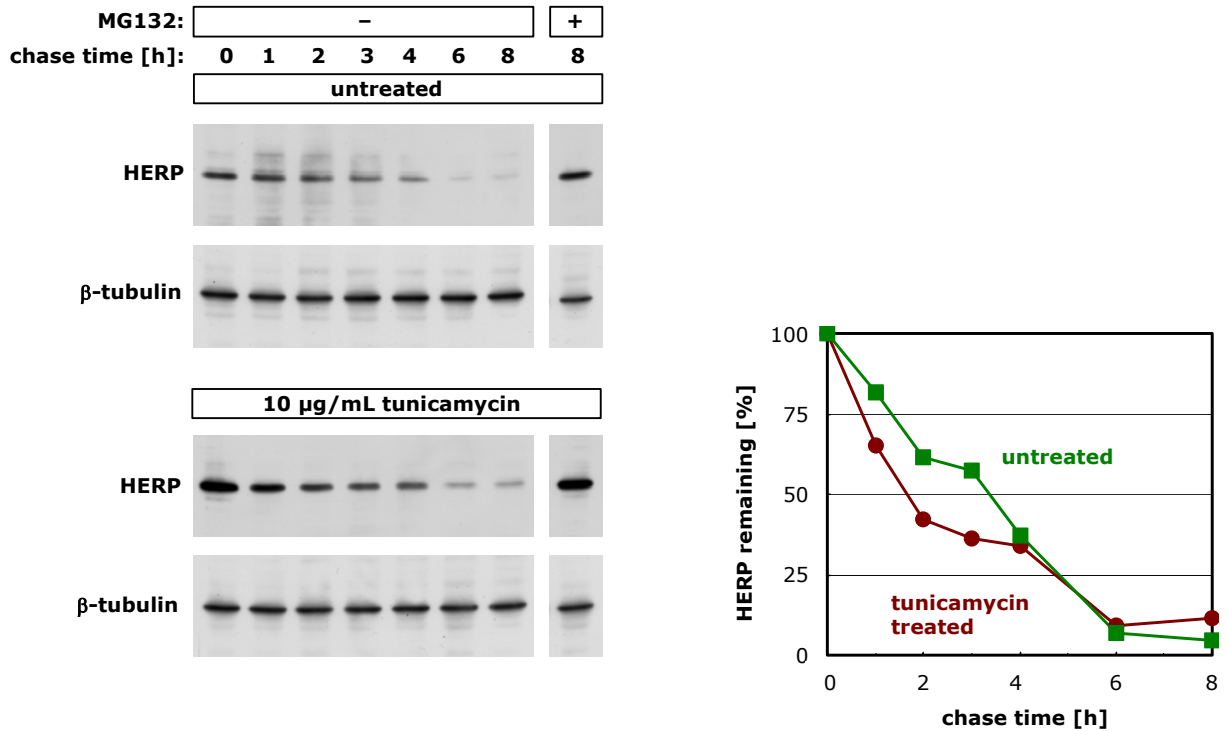 MG132: – +
chase time [h]: 0 1 2 3 4 6 8 8
untreated
HERP
β-tubulin
10 µg/mL tunicamycin
HERP
β-tubulin
100
75
50
25
0
HERP remaining [%]
untreated
tunicamycin
treated
0 2 4 6 8
chase time [h]